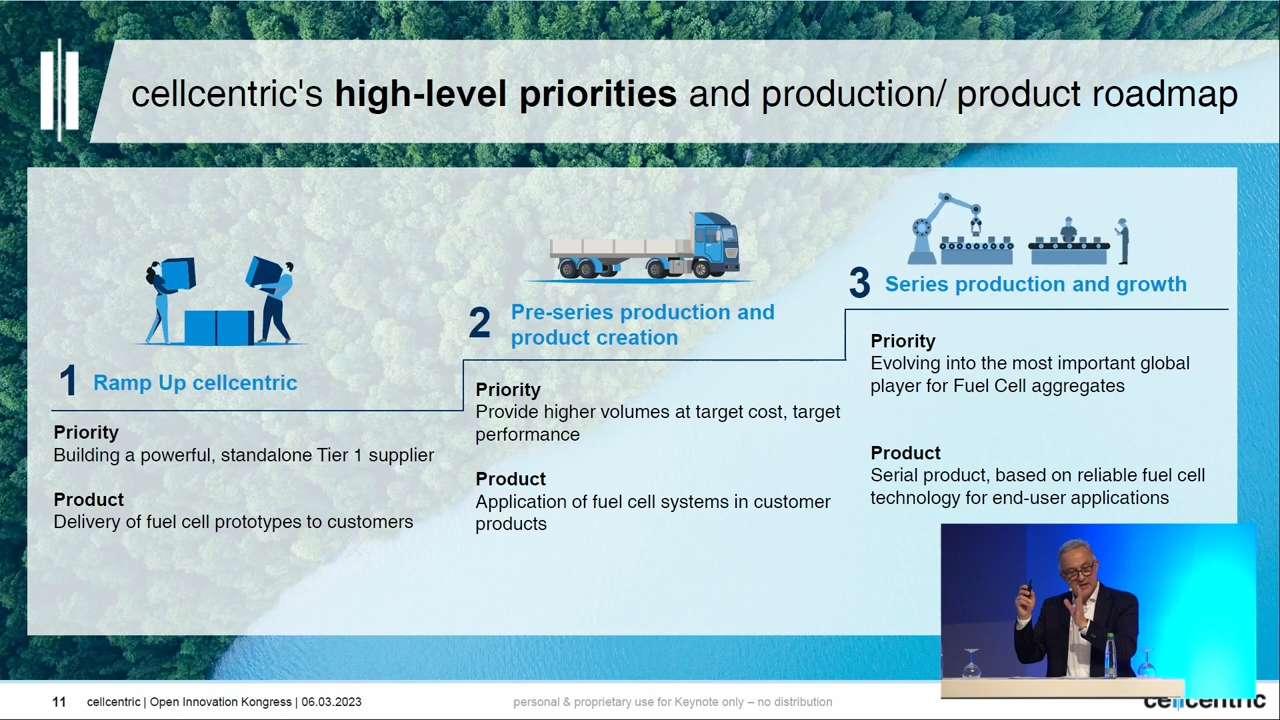 cellcentric's high-level priorities and production/ product roadmap
1 Ramp Up cellcentric
Priority
Building a powerful, standalone Tier 1 supplier
Product
Delivery of fuel cell prototypes to customers
2 Pre-series production and
product creation
Priority
Provide higher volumes at target cost, target
performance
Product
Application of fuel cell systems in customer
products
3 Series production and growth
Priority
Evolving into the most important global
player for Fuel Cell aggregates
Product
Serial product, based on reliable fuel cell
technology for end-user applications
11 cellcentric | Open Innovation Kongress | 06.03.2023
personal & proprietary use for Keynote only – no distribution
cellcentric